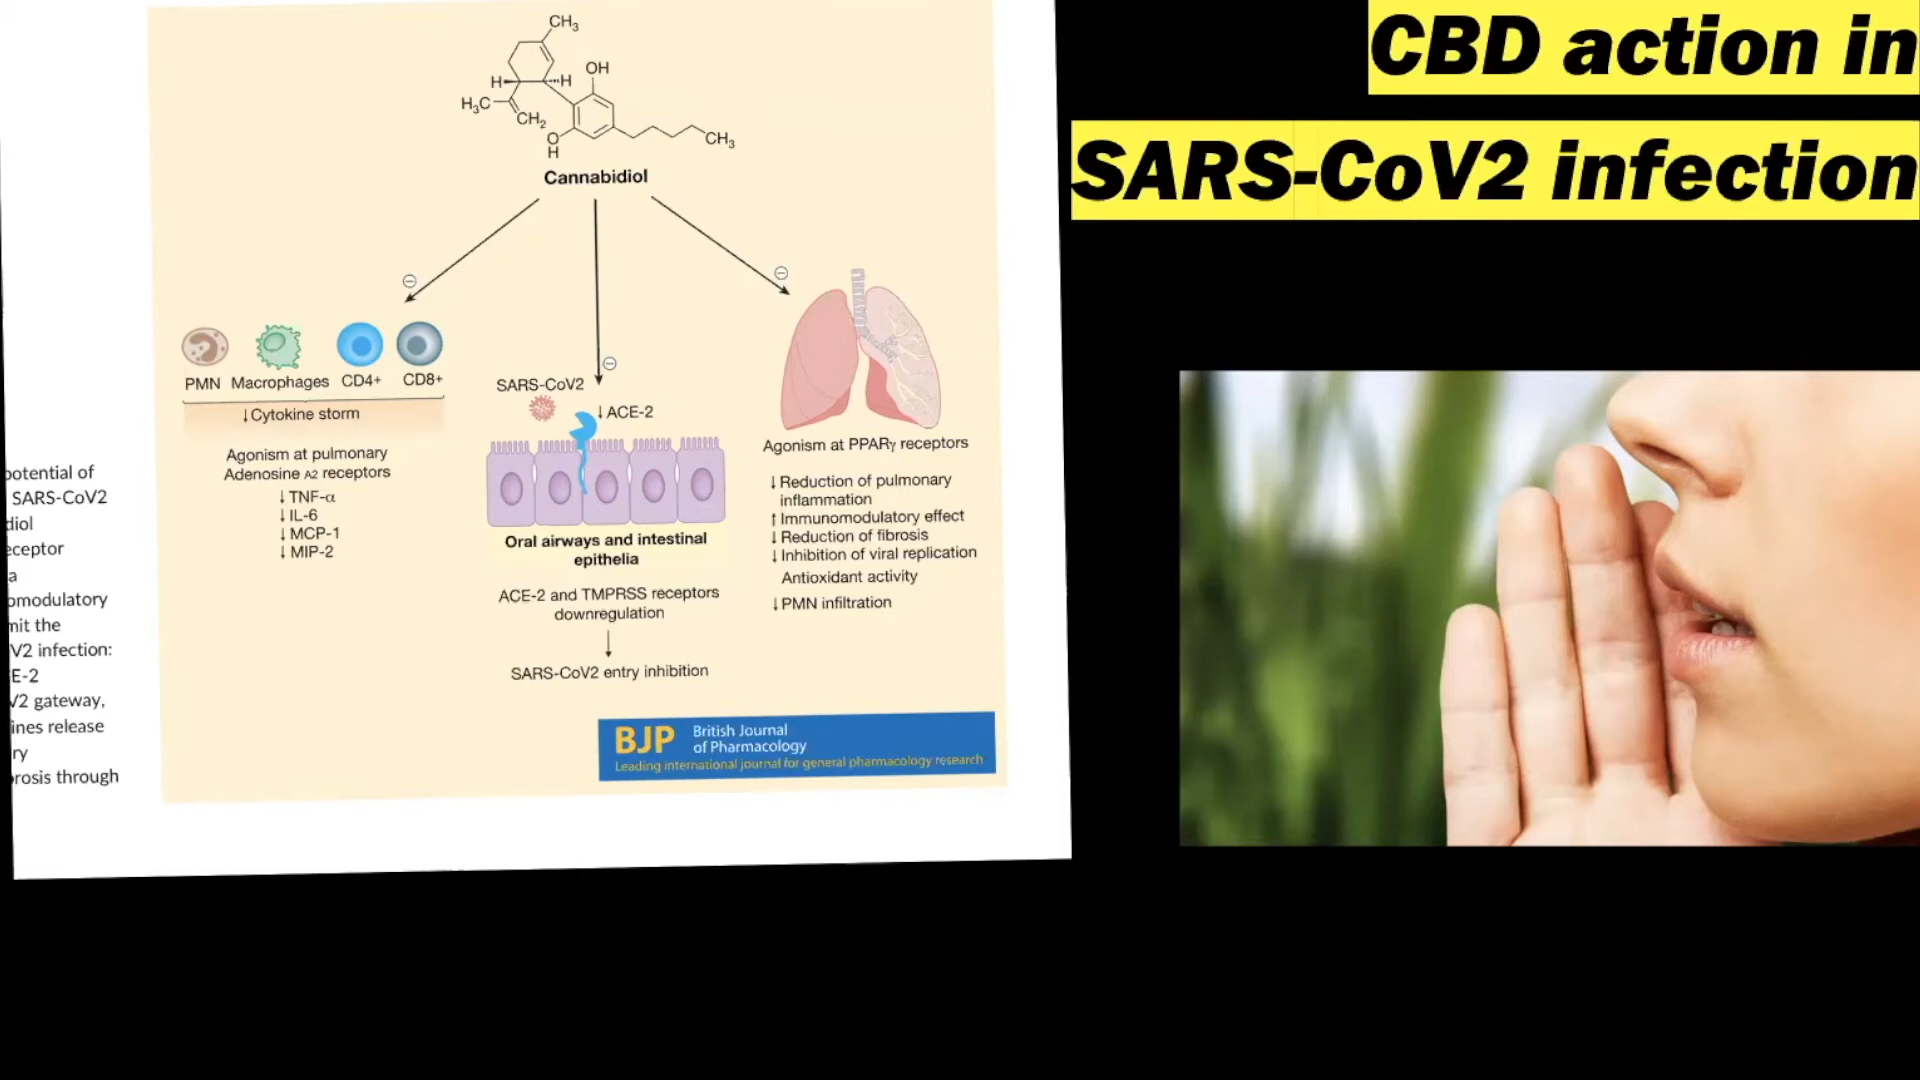 CBD action in
SARS-CoV2 infection
CH3
H
H
OH
H3C
CH2
O
H
CH3
Cannabidiol
PMN Macrophages CD4+ CD8+
↓Cytokine storm
Agonism at pulmonary
Adenosine A2 receptors
↓TNF-α
↓IL-6
↓MCP-1
↓MIP-2
SARS-CoV2
↓ACE-2
Oral airways and intestinal
epithelia
ACE-2 and TMPRSS receptors
downregulation
SARS-CoV2 entry inhibition
Agonism at PPARγ receptors
↓Reduction of pulmonary
inflammation
↑Immunomodulatory effect
↓Reduction of fibrosis
↓Inhibition of viral replication
Antioxidant activity
↓PMN infiltration
BJP British Journal
of Pharmacology
Leading international journal for general pharmacology research
potential of
SARS-CoV2
diol
eceptor
a
omodulatory
mit the
V2 infection:
E-2
V2 gateway,
ines release
ry
rosis through